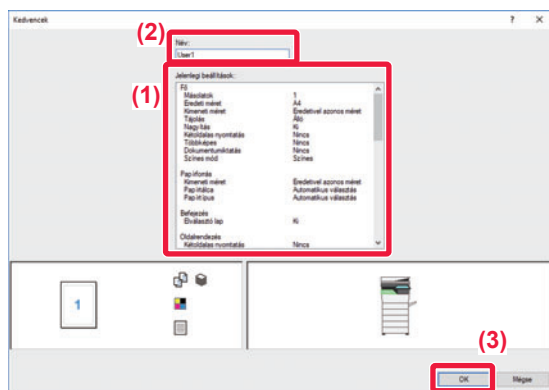 Kedvencek
(2)
Név:
User1
(1)
Jelenlegi beállítások:
Fő
Másolatok 1
Eredeti méret A4
Kimeneti méret Eredetivel azonos méret
Tájolás Álló
Nagyítás Ki
Kétoldalas nyomtatás Nincs
Többképes Nincs
Dokumentumiktatás Nincs
Színes mód Színes
Papírforrás
Kimeneti méret Eredetivel azonos méret
Papírtálca Automatikus választás
Papírtípus Automatikus választás
Befejezés
Elválasztó lap Ki
Oldalrendezés
Kétoldalas nyomtatás Nincs
1
(3)
OK Mégse